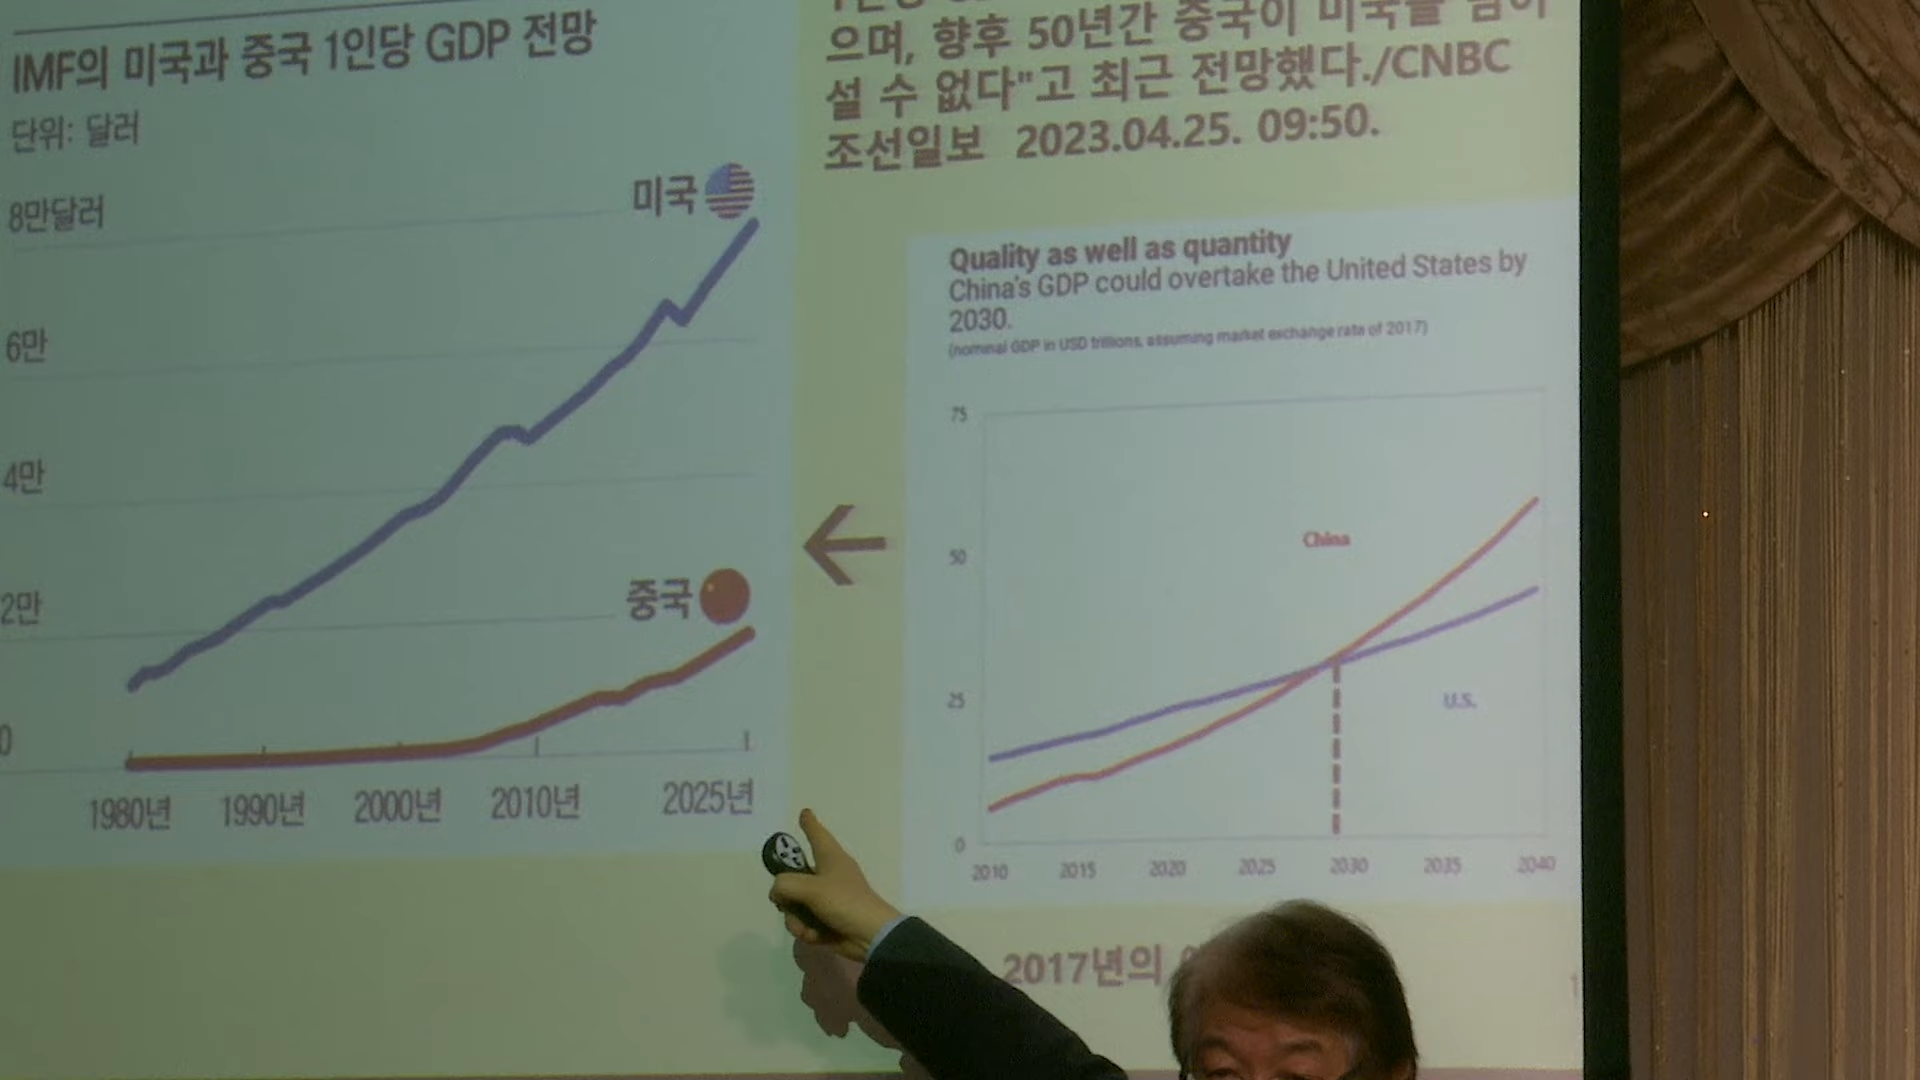 IMF의 미국과 중국 1인당 GDP 전망
단위: 달러
8만달러
6만
4만
2만
0
미국
중국
1980년 1990년 2000년 2010년 2025년
으며, 향후 50년간 중국이 미국을
설 수 없다"고 최근 전망했다./CNBC
조선일보 2023.04.25. 09:50.
Quality as well as quantity
China's GDP could overtake the United States by
2030.
(nominal GDP in USD trillions, assuming market exchange rate of 2017)
75
50
25
0
China
U.S.
2010 2015 2020 2025 2030 2035 2040
2017년의